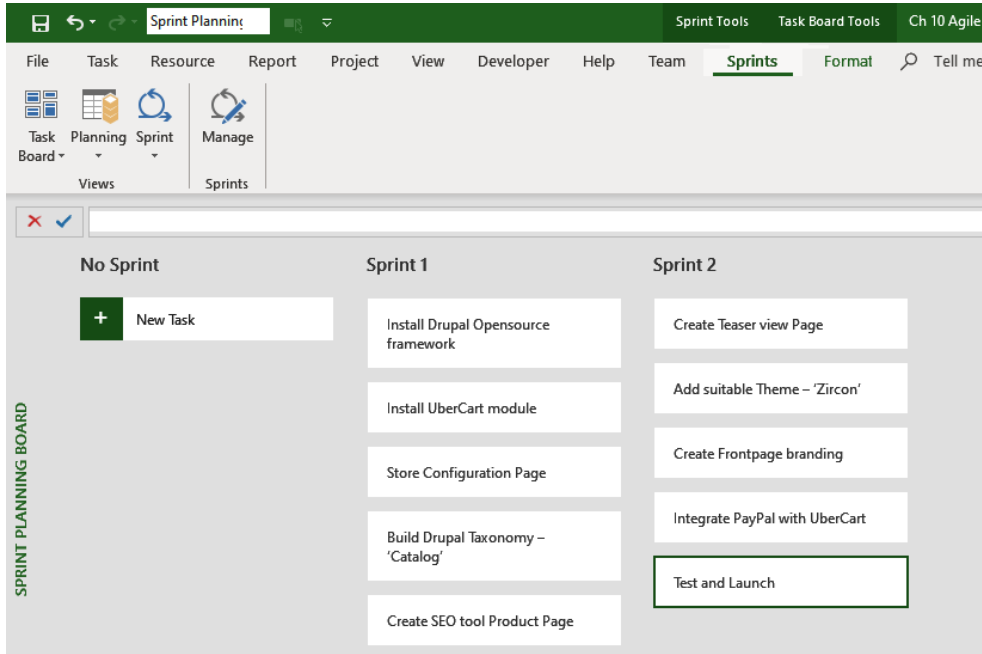 Sprint Planning
Sprint Tools
Task Board Tools
Ch 10 Agile
File Task Resource Report Project View Developer Help Team Sprints Format Tell me
Task Board
Planning
Sprint
Manage
Views
Sprints
No Sprint
+ New Task
Sprint 1
Install Drupal Opensource
framework
Install UberCart module
Store Configuration Page
Build Drupal Taxonomy –
‘Catalog’
Create SEO tool Product Page
Sprint 2
Create Teaser view Page
Add suitable Theme – ‘Zircon’
Create Frontpage branding
Integrate PayPal with UberCart
Test and Launch
SPRINT PLANNING BOARD